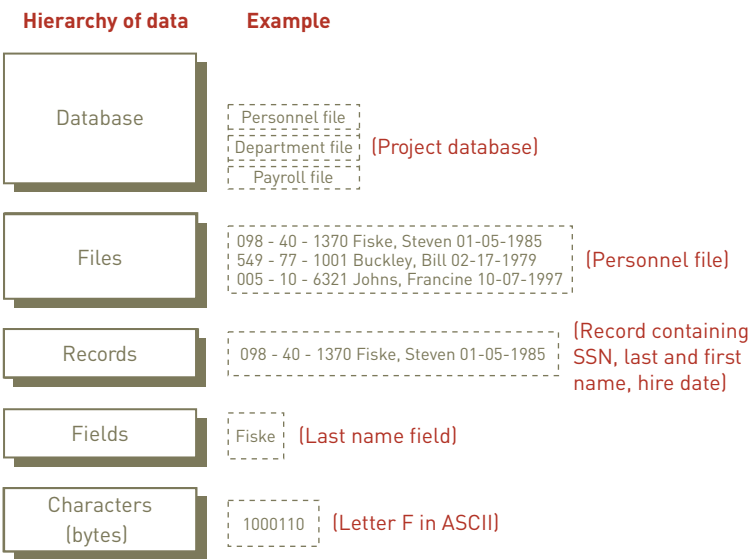 Hierarchy of data
Example
Database
Personnel file
Department file
Payroll file
(Project database)
Files
098 - 40 - 1370 Fiske, Steven 01-05-1985
549 - 77 - 1001 Buckley, Bill 02-17-1979
005 - 10 - 6321 Johns, Francine 10-07-1997
(Personnel file)
Records
098 - 40 - 1370 Fiske, Steven 01-05-1985
(Record containing
SSN, last and first
name, hire date)
Fields
Fiske
(Last name field)
Characters
(bytes)
1000110
(Letter F in ASCII)